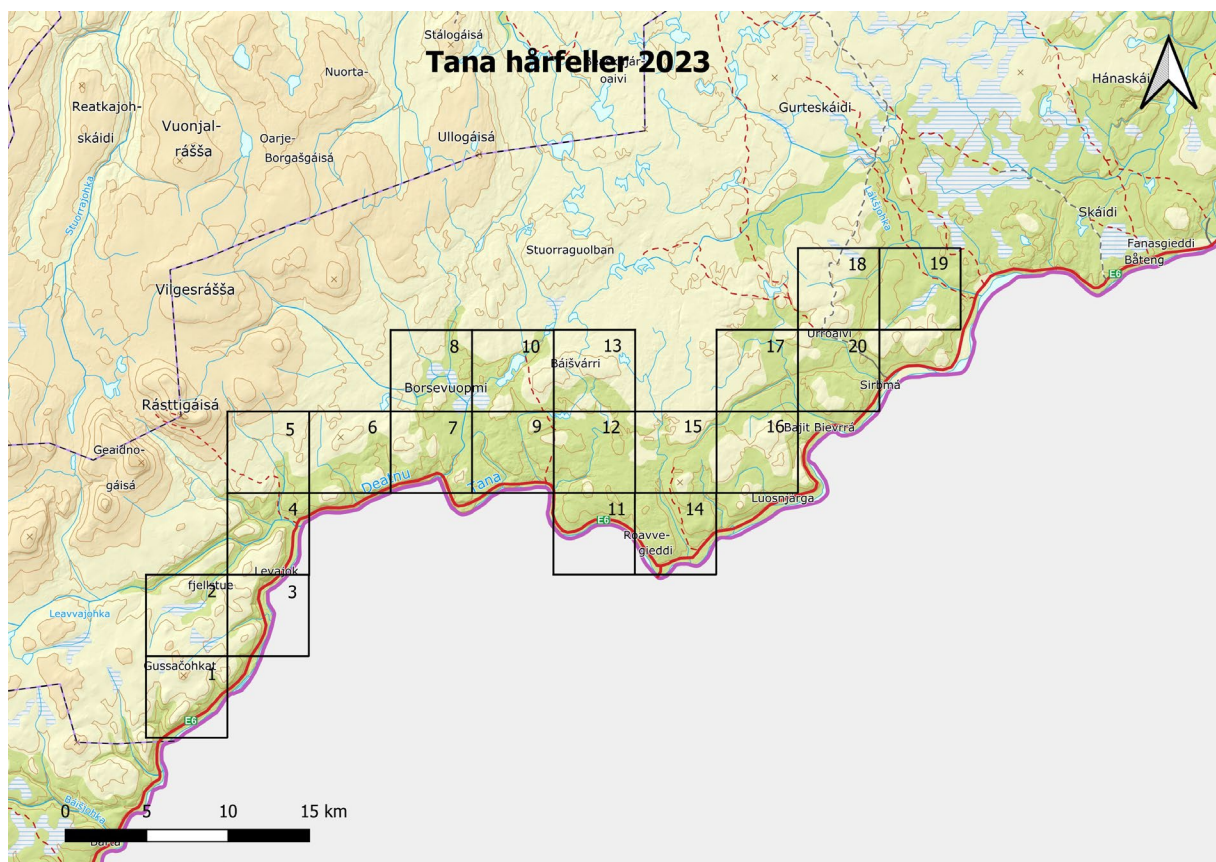 Stálogáisá
Tana hårfeller 2023
oaivi
Nuorta-
Hánaskái
Reatkajoh-
skáidi
Gurteskáidi
Vuonjal-
rášša
Oarje-
Borgašgáisá
Ullogáisá
Stuorrajohka
Lákšjohka
Skáidi
Fanasgieddi
Båteng
E6
Stuorraguolban
18
19
Vilgesrášša
8
10
13
17
20
Báišvárri
Borsevuopmi
Sirbmá
Rásttigáisá
5
6
7
9
12
15
16
Bajit Bievrrá
Geaidno-
gáisá
Deatnu
Tana
Luosnjárga
4
11
14
E6
Roavve-
gieddi
Levajok
fjellstue
2
3
Leavvajohka
Gussačohkat
1
E6
Baišjohka
0
5
10
15 km